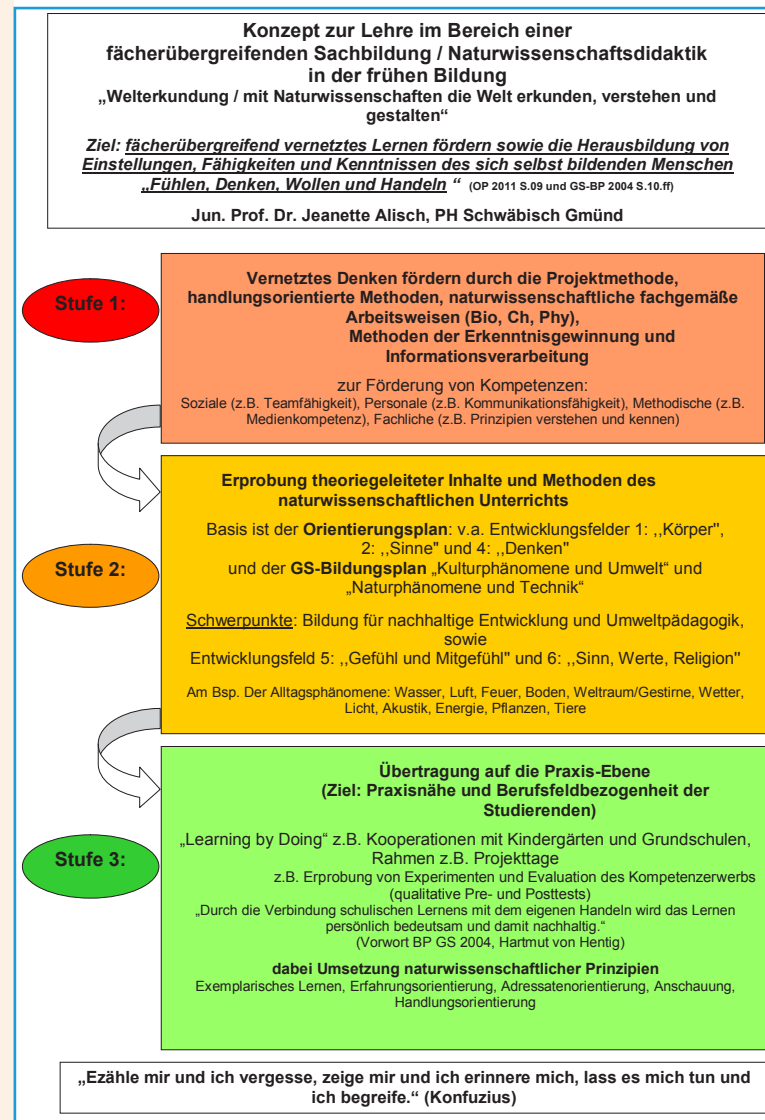 Konzept zur Lehre im Bereich einer
fächerübergreifenden Sachbildung / Naturwissenschaftsdidaktik
in der frühen Bildung
„Welterkundung / mit Naturwissenschaften die Welt erkunden, verstehen und
gestalten“
Ziel: fächerübergreifend vernetztes Lernen fördern sowie die Herausbildung von
Einstellungen, Fähigkeiten und Kenntnissen des sich selbst bildenden Menschen
„Fühlen, Denken, Wollen und Handeln “ (OP 2011 S.09 und GS-BP 2004 S.10.ff)
Jun. Prof. Dr. Jeanette Alisch, PH Schwäbisch Gmünd
Stufe 1:
Vernetztes Denken fördern durch die Projektmethode,
handlungsorientierte Methoden, naturwissenschaftliche fachgemäße
Arbeitsweisen (Bio, Ch, Phy),
Methoden der Erkenntnisgewinnung und
Informationsverarbeitung
zur Förderung von Kompetenzen:
Soziale (z.B. Teamfähigkeit), Personale (z.B. Kommunikationsfähigkeit), Methodische (z.B.
Medienkompetenz), Fachliche (z.B. Prinzipien verstehen und kennen)
Stufe 2:
Erprobung theoriegeleiteter Inhalte und Methoden des
naturwissenschaftlichen Unterrichts
Basis ist der Orientierungsplan: v.a. Entwicklungsfelder 1: ,,Körper",
2: ,,Sinne" und 4: ,,Denken"
und der GS-Bildungsplan „Kulturphänomene und Umwelt“ und
„Naturphänomene und Technik“
Schwerpunkte: Bildung für nachhaltige Entwicklung und Umweltpädagogik,
sowie
Entwicklungsfeld 5: ,,Gefühl und Mitgefühl" und 6: ,,Sinn, Werte, Religion"
Am Bsp. Der Alltagsphänomene: Wasser, Luft, Feuer, Boden, Weltraum/Gestirne, Wetter,
Licht, Akustik, Energie, Pflanzen, Tiere
Stufe 3:
Übertragung auf die Praxis-Ebene
(Ziel: Praxisnähe und Berufsfeldbezogenheit der
Studierenden)
„Learning by Doing“ z.B. Kooperationen mit Kindergärten und Grundschulen,
Rahmen z.B. Projekttage
z.B. Erprobung von Experimenten und Evaluation des Kompetenzerwerbs
(qualitative Pre- und Posttests)
„Durch die Verbindung schulischen Lernens mit dem eigenen Handeln wird das Lernen
persönlich bedeutsam und damit nachhaltig.“
(Vorwort BP GS 2004, Hartmut von Hentig)
dabei Umsetzung naturwissenschaftlicher Prinzipien
Exemplarisches Lernen, Erfahrungsorientierung, Adressatenorientierung, Anschauung,
Handlungsorientierung
„Ezähle mir und ich vergesse, zeige mir und ich erinnere mich, lass es mich tun und
ich begreife.“ (Konfuzius)